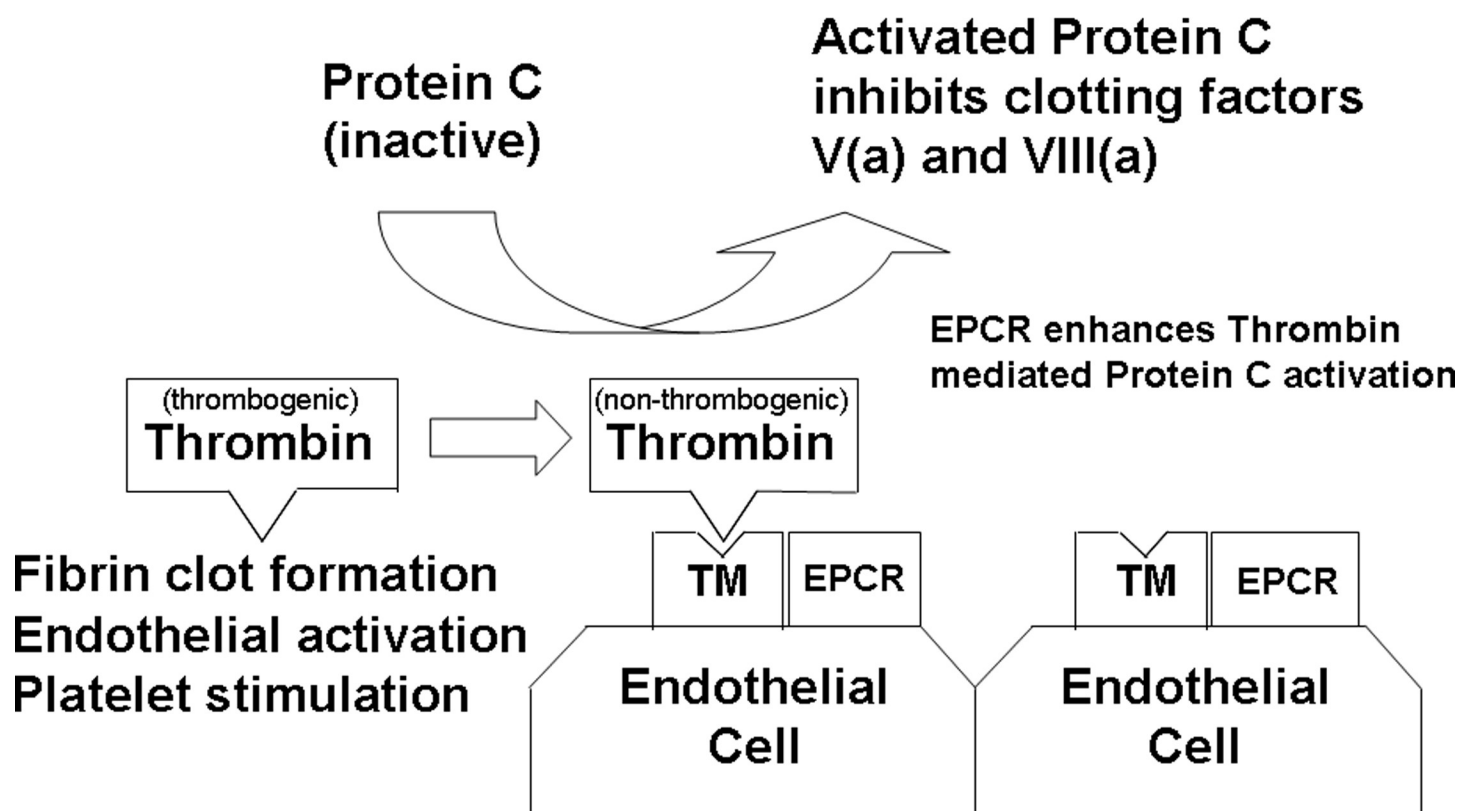 Protein C
(inactive)
Activated Protein C
inhibits clotting factors
V(a) and VIII(a)
EPCR enhances Thrombin
mediated Protein C activation
(thrombogenic)
Thrombin
(non-thrombogenic)
Thrombin
Fibrin clot formation
Endothelial activation
Platelet stimulation
TM
EPCR
TM
EPCR
Endothelial
Cell
Endothelial
Cell